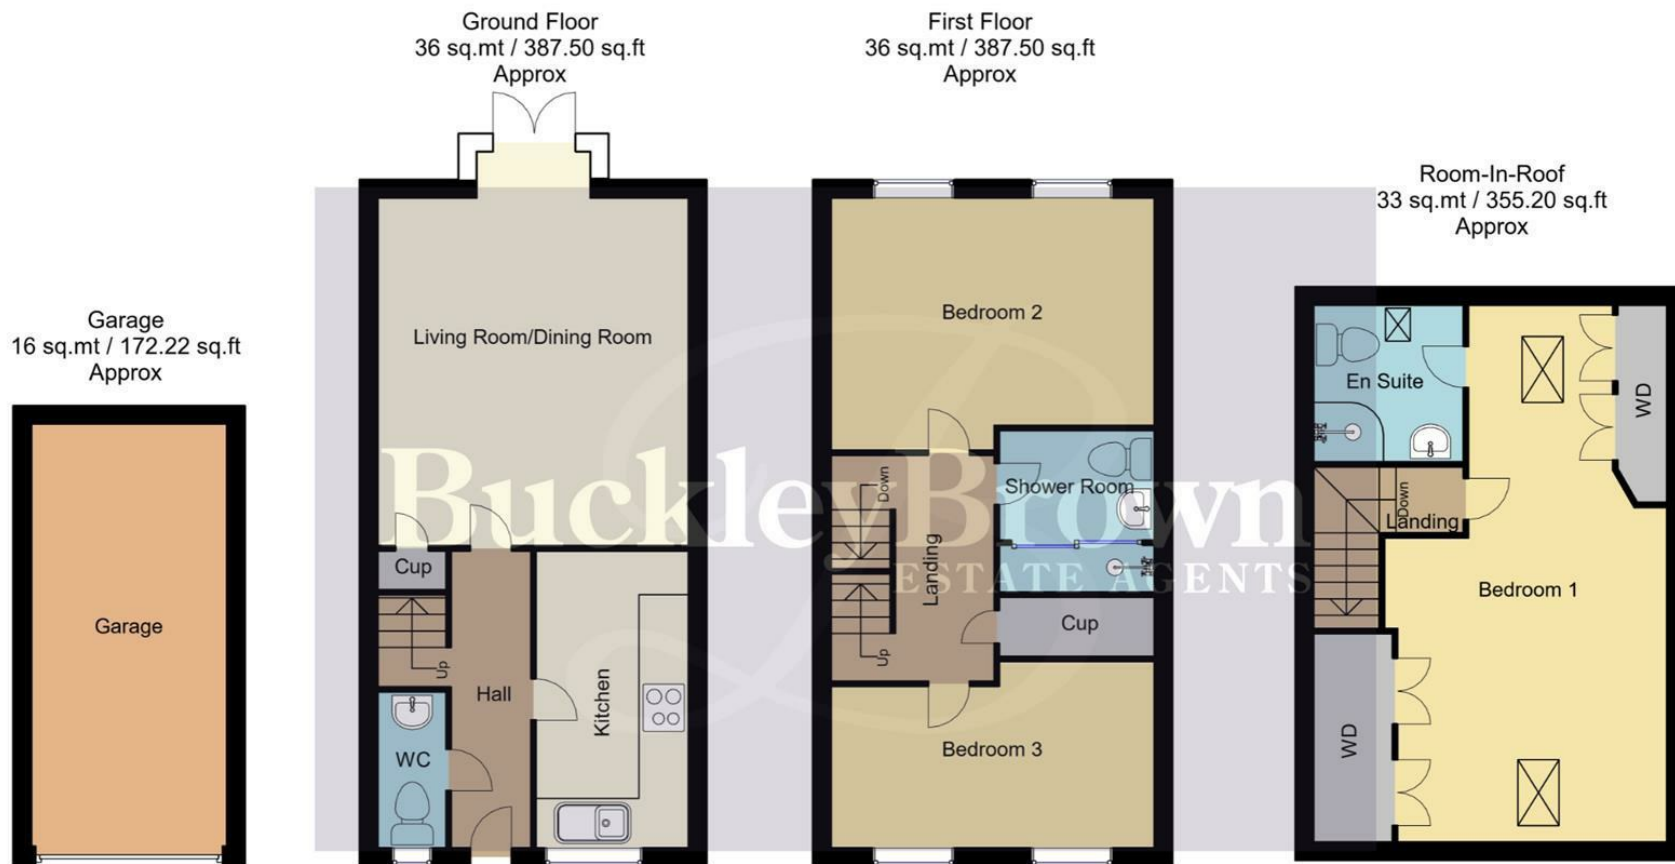 Ground Floor
36 sq.mt / 387.50 sq.ft
Approx
First Floor
36 sq.mt / 387.50 sq.ft
Approx
Room-In-Roof
33 sq.mt / 355.20 sq.ft
Approx
Garage
16 sq.mt / 172.22 sq.ft
Approx
Garage
Living Room/Dining Room
Cup
Up
Hall
WC
Kitchen
Bedroom 2
Down
Shower Room
Landing
Up
Cup
Bedroom 3
En Suite
WD
Down
Landing
Bedroom 1
WD
BuckleyBrown
ESTATE AGENTS